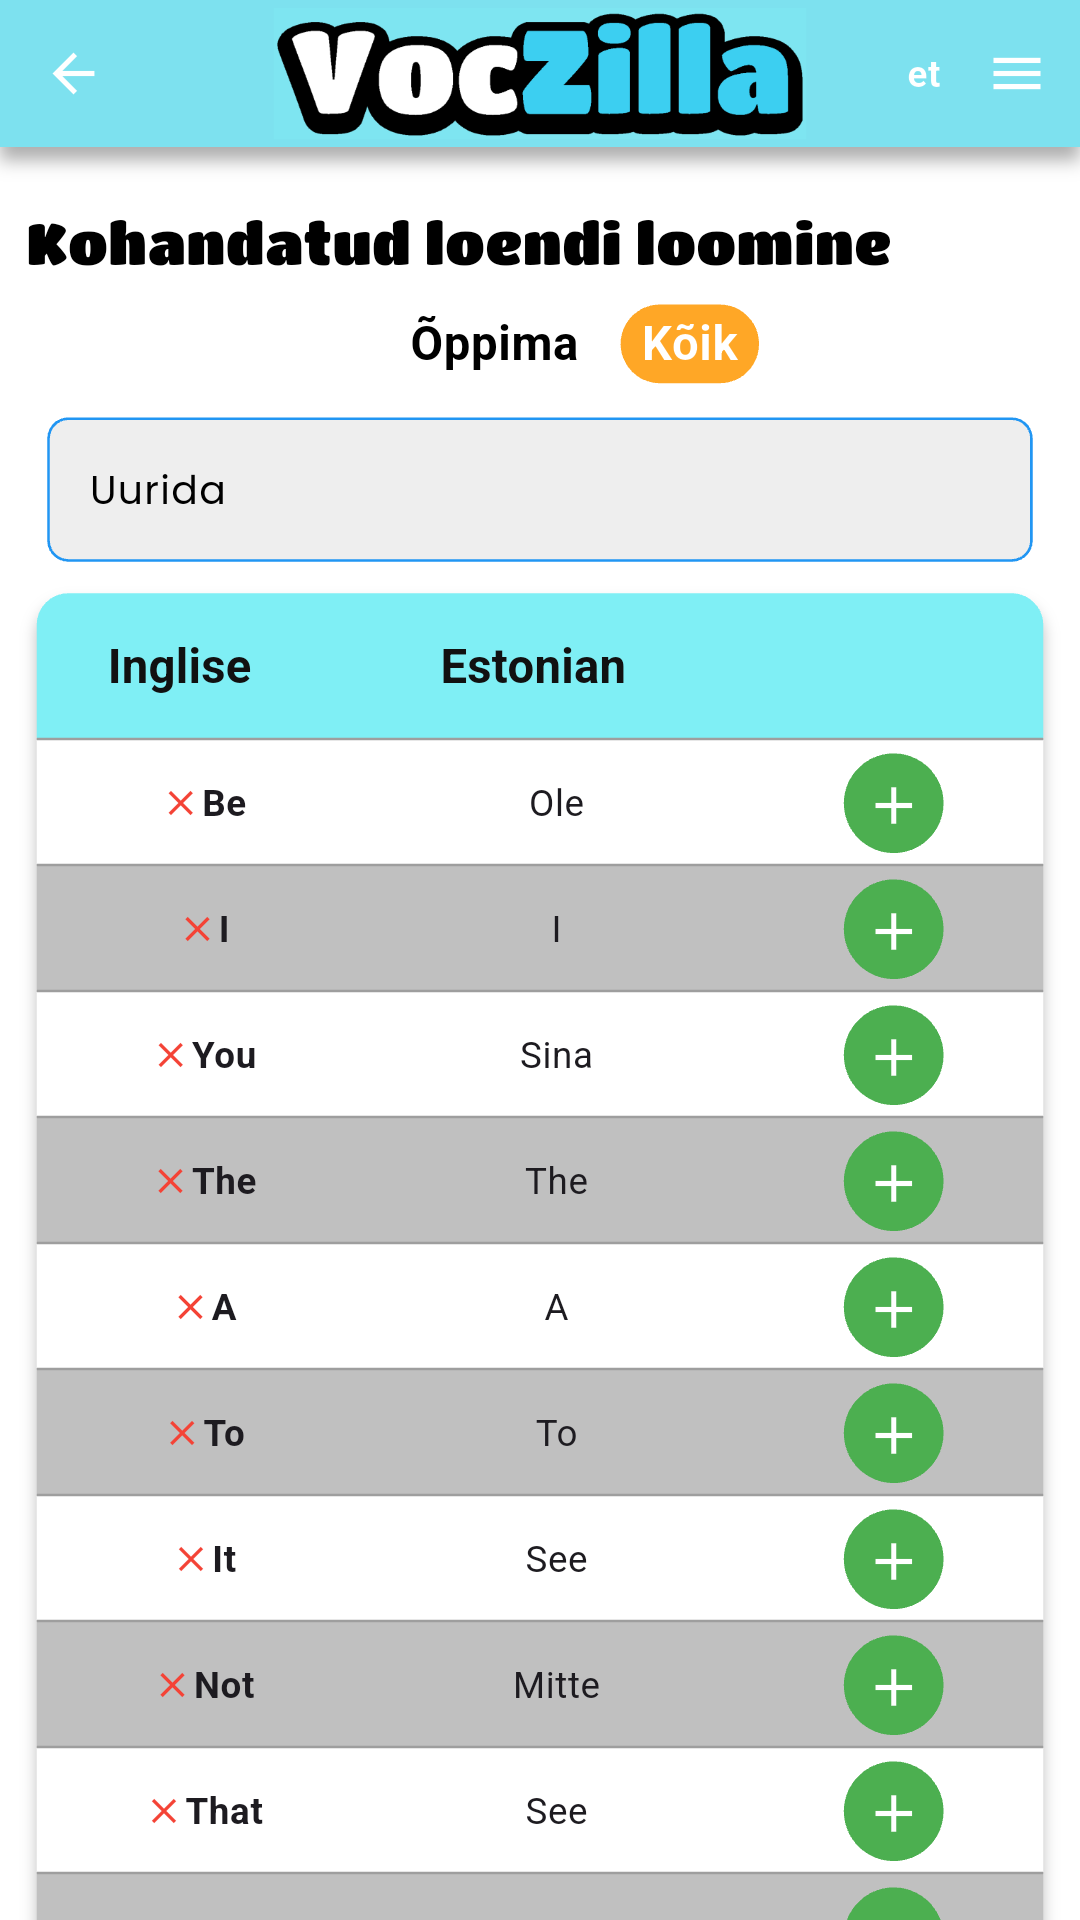 VocZilla
et
Kohandatud loendi loomine
Õppima Kõik
Uurida
Inglise Estonian
Be Ole
I I
You Sina
The The
A A
To To
It See
Not Mitte
That See